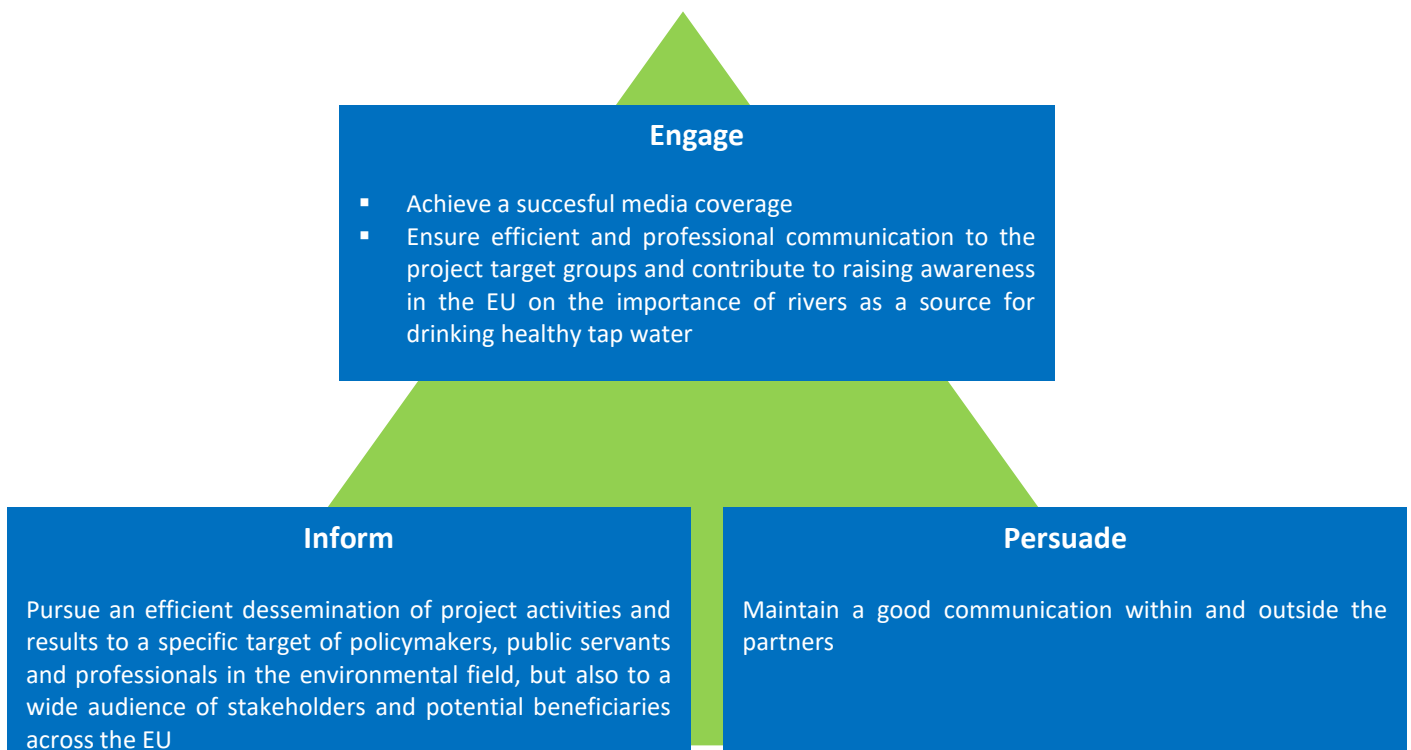 Engage
▪ Achieve a succesful media coverage
▪ Ensure efficient and professional communication to the
project target groups and contribute to raising awareness
in the EU on the importance of rivers as a source for
drinking healthy tap water
Inform
Pursue an efficient dessemination of project activities and
results to a specific target of policymakers, public servants
and professionals in the environmental field, but also to a
wide audience of stakeholders and potential beneficiaries
across the EU
Persuade
Maintain a good communication within and outside the
partners